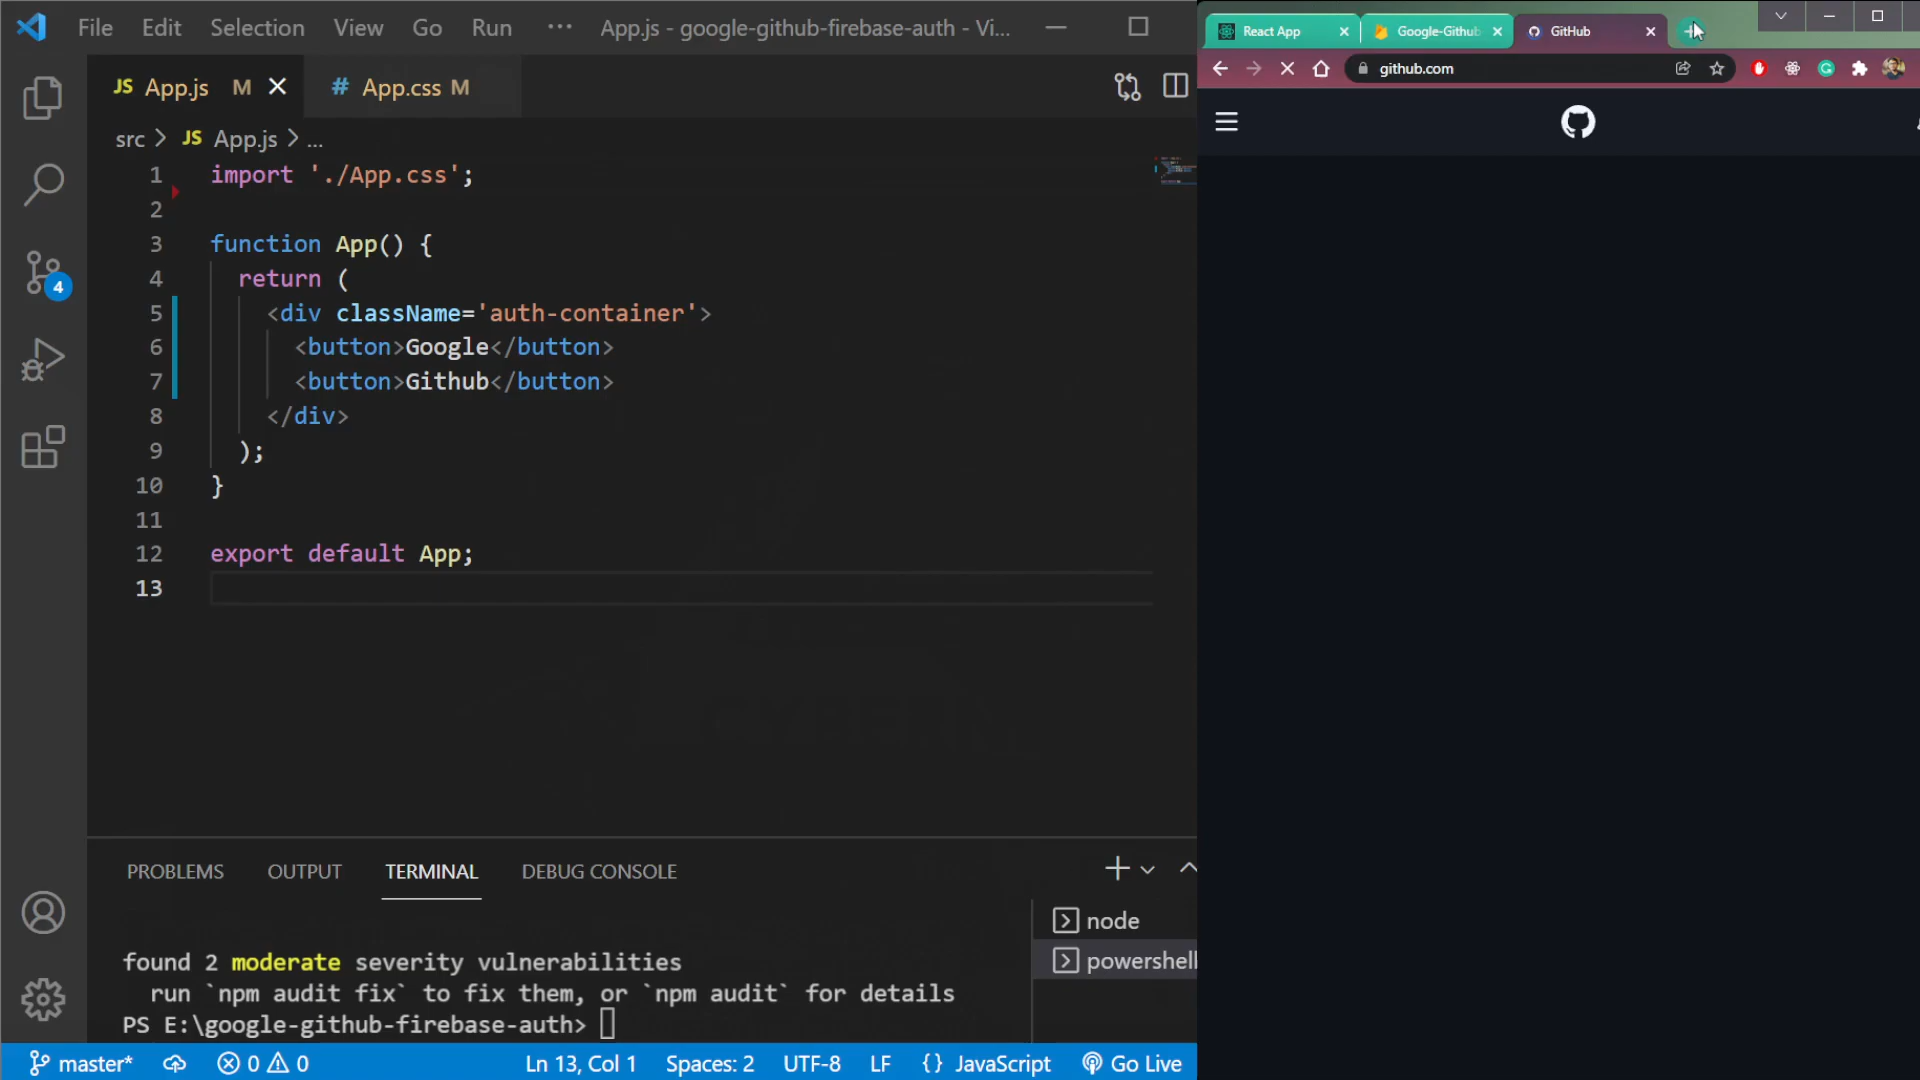 File Edit Selection View Go Run ··· App.js - google-github-firebase-auth - Vi...
JS App.js M
# App.css M
src > JS App.js > ...
1 import './App.css';
2
3 function App() {
4 return (
5 <div className='auth-container'>
6 <button>Google</button>
7 <button>Github</button>
8 </div>
9 );
10 }
11
12 export default App;
13
4
PROBLEMS OUTPUT TERMINAL DEBUG CONSOLE
found 2 moderate severity vulnerabilities
run `npm audit fix` to fix them, or `npm audit` for details
PS E:\google-github-firebase-auth>
node
powershell
master* 0 0 Ln 13, Col 1 Spaces: 2 UTF-8 LF {} JavaScript Go Live
React App Google-Github GitHub
github.com